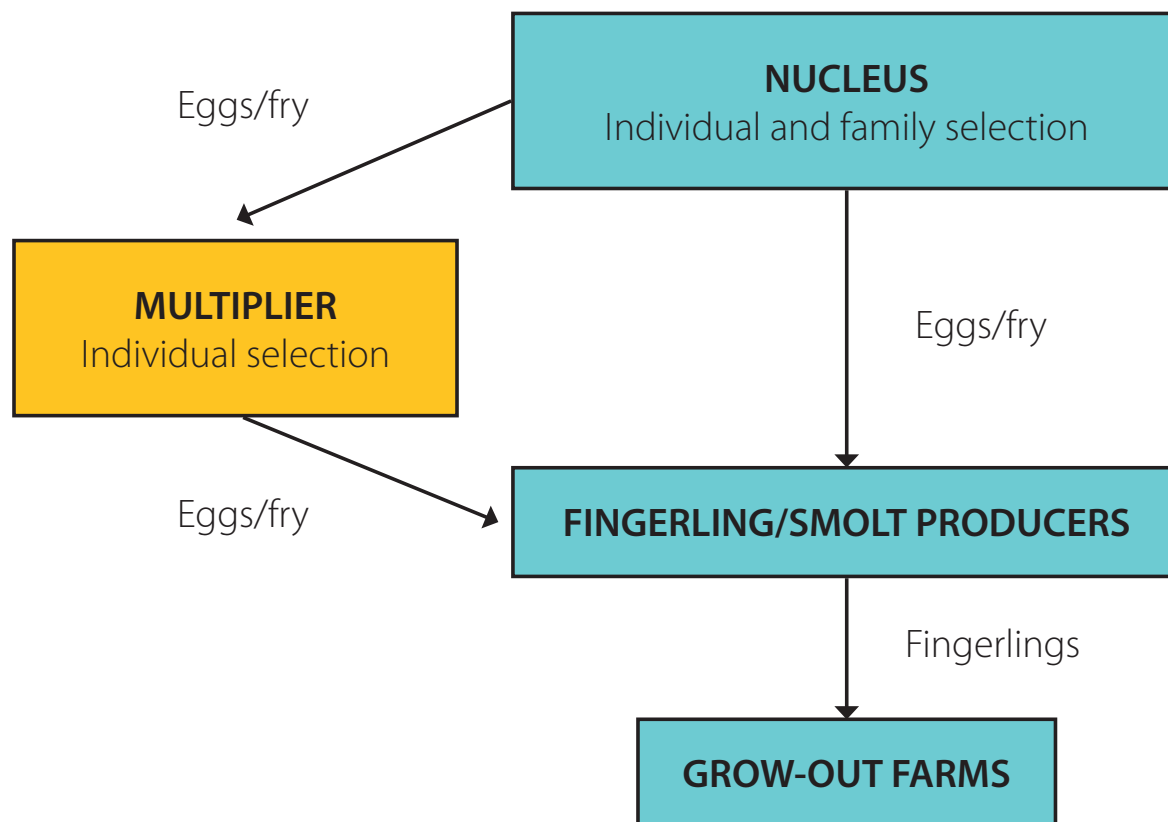 NUCLEUS
Individual and family selection
Eggs/fry
MULTIPLIER
Individual selection
Eggs/fry
Eggs/fry
FINGERLING/SMOLT PRODUCERS
Fingerlings
GROW-OUT FARMS